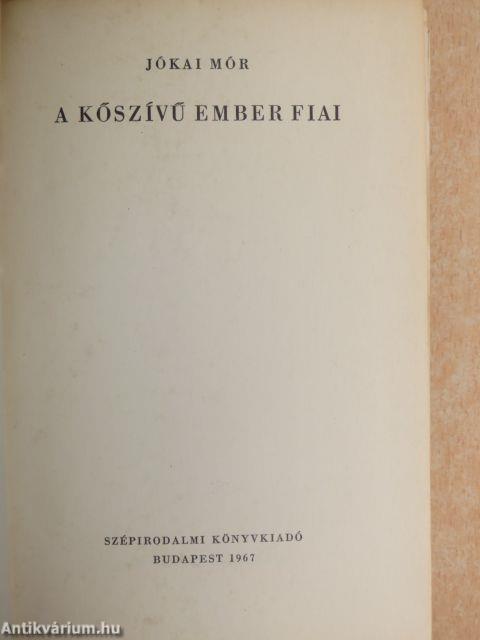 JÓKAI MÓR
A KŐSZÍVŰ EMBER FIAI
SZÉPIRODALMI KÖNYVKIADÓ
BUDAPEST 1967
Antikvárium.hu